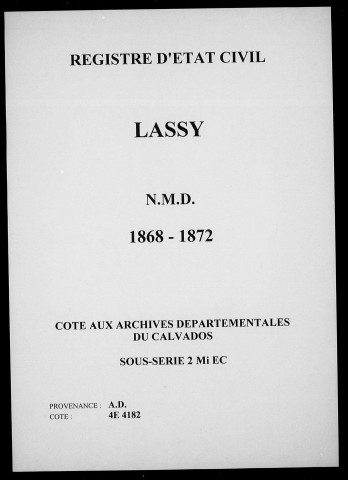 REGISTRE D'ETAT CIVIL
LASSY
N.M.D.
1868 - 1872
COTE AUX ARCHIVES DEPARTEMENTALES
DU CALVADOS
SOUS-SERIE 2 Mi EC
PROVENANCE : A.D.
COTE : 4E 4182